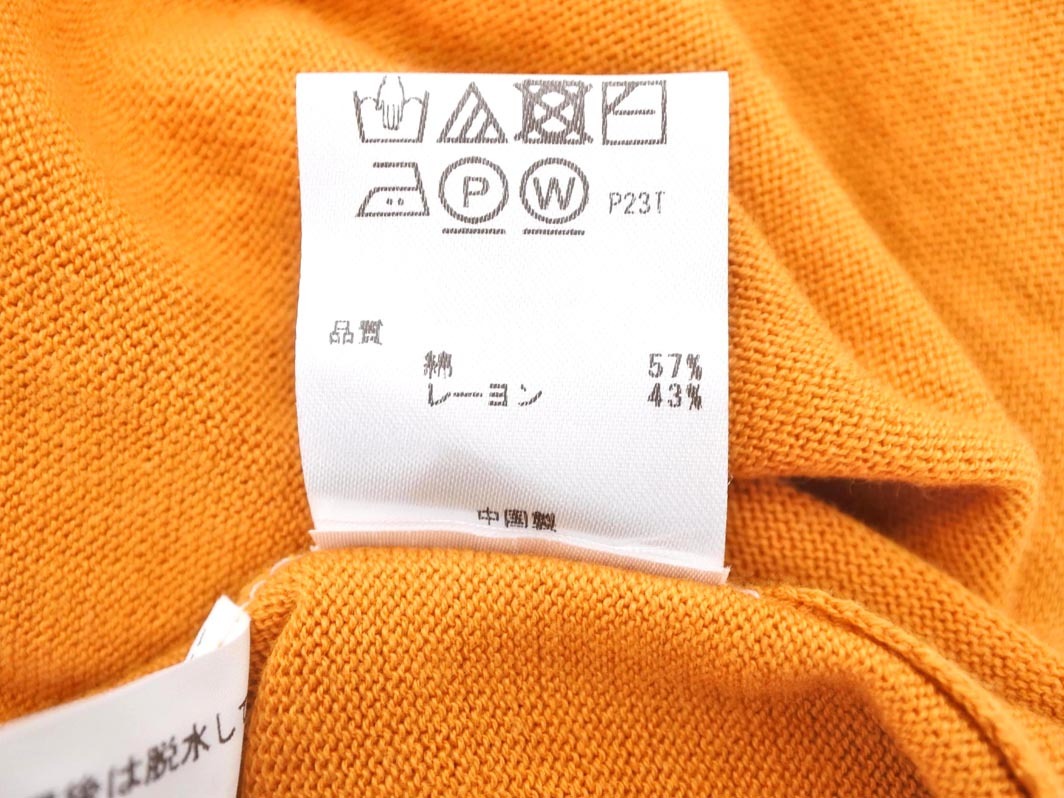 P W P23T
品質
綿 57%
レーヨン 43%
中国製
後は脱水し